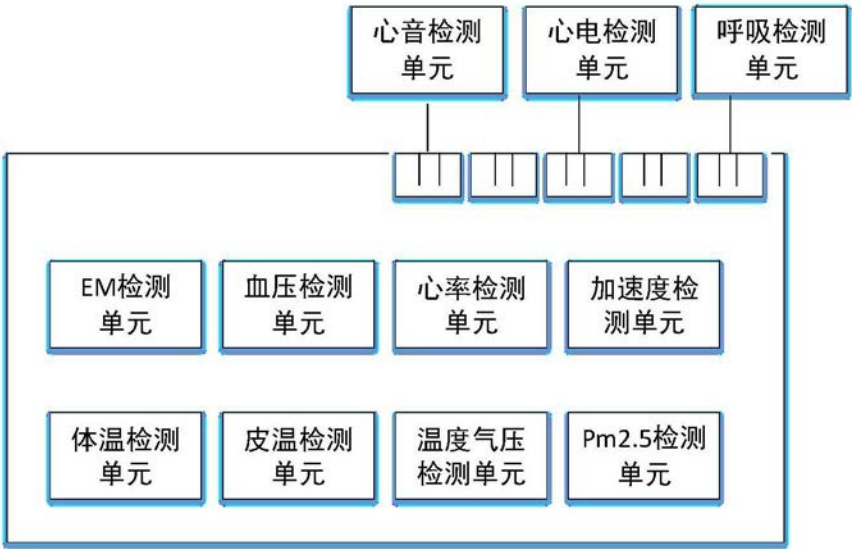 心音检测
单元
心电检测
单元
呼吸检测
单元
EM检测
单元
血压检测
单元
心率检测
单元
加速度检
测单元
体温检测
单元
皮温检测
单元
温度气压
检测单元
Pm2.5检测
单元